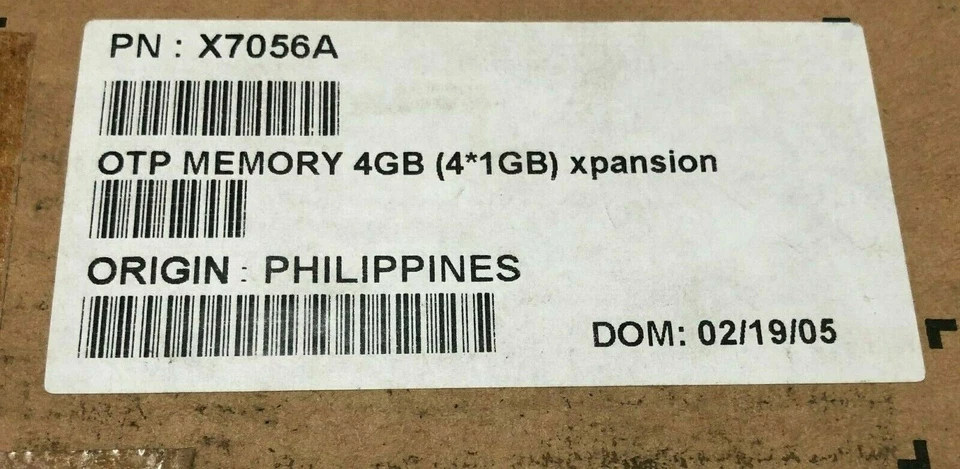 PN : X7056A
OTP MEMORY 4GB (4*1GB) xpansion
ORIGIN : PHILIPPINES
DOM: 02/19/05